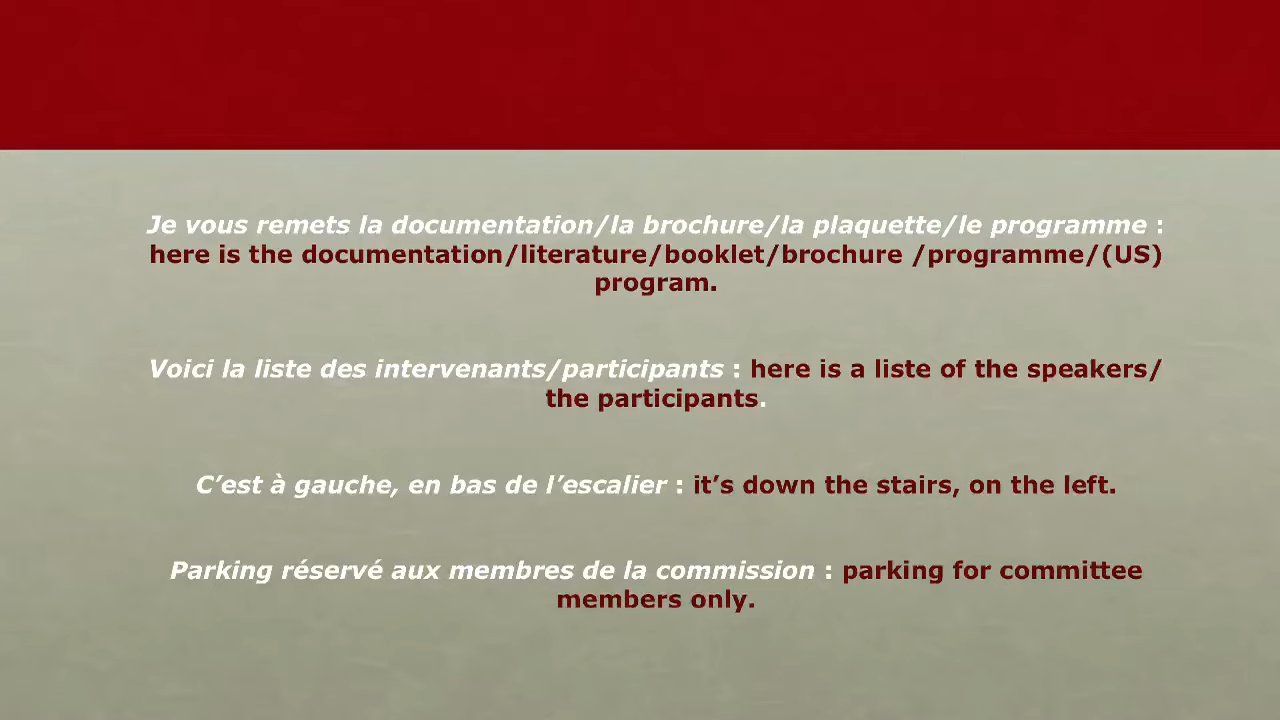 Je vous remets la documentation/la brochure/la plaquette/le programme :
here is the documentation/literature/booklet/brochure /programme/(US)
program.
Voici la liste des intervenants/participants : here is a liste of the speakers/
the participants.
C’est à gauche, en bas de l’escalier : it’s down the stairs, on the left.
Parking réservé aux membres de la commission : parking for committee
members only.